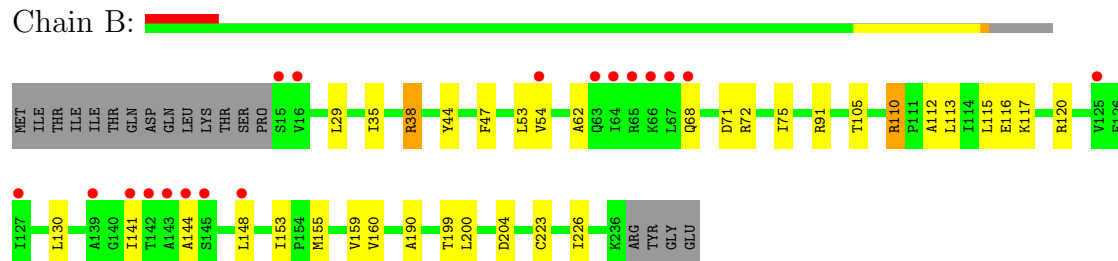 Chain B:
MET ILE THR ILE ILE THR GLN ASP GLN LEU LYS THR SER PRO S15 V16 L29 I35 R38 Y44 F47 L53 V54 A62 Q63 I64 R65 K66 L67 Q68 D71 R72 I75 R91 T105 R110 P111 A112 L113 I114 L115 E116 K117 R120 V125 E126
I127 L130 A139 G140 I141 T142 A143 A144 S145 L148 I153 P154 M155 V159 V160 A190 T199 L200 D204 C223 I226 K236 ARG TYR GLY GLU